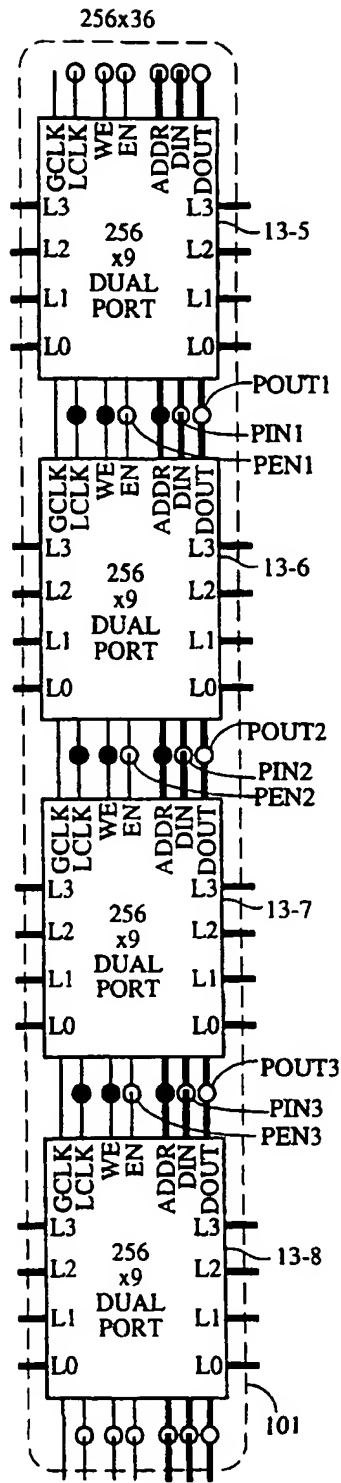 256x36
GCLK LCLK WE EN ADDR DIN DOUT
L3 L3
13-5
L2 256 x9 DUAL PORT L2
L1 L1
L0 L0
POUT1
PIN1
PEN1
GCLK LCLK WE EN ADDR DIN DOUT
L3 L3
13-6
L2 256 x9 DUAL PORT L2
L1 L1
L0 L0
POUT2
PIN2
PEN2
GCLK LCLK WE EN ADDR DIN DOUT
L3 L3
13-7
L2 256 x9 DUAL PORT L2
L1 L1
L0 L0
POUT3
PIN3
PEN3
GCLK LCLK WE EN ADDR DIN DOUT
L3 L3
13-8
L2 256 x9 DUAL PORT L2
L1 L1
L0 L0
101